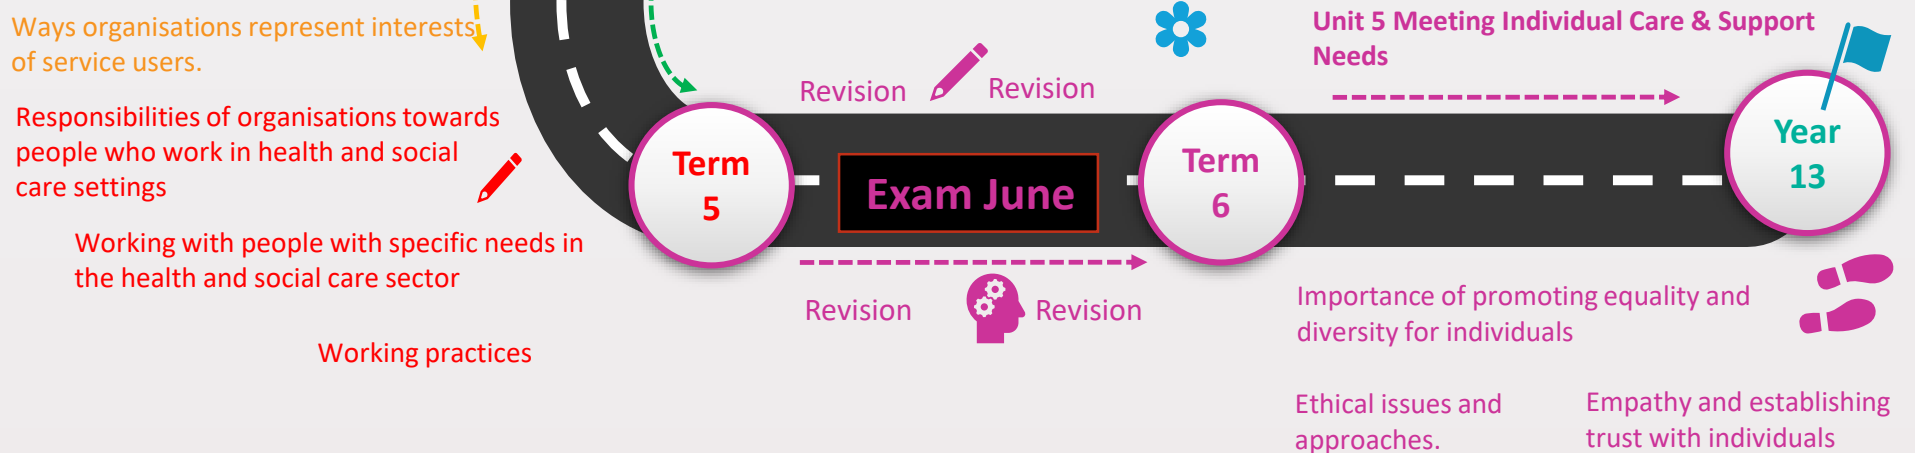 Ways organisations represent interests
of service users.
Responsibilities of organisations towards
people who work in health and social
care settings
Working with people with specific needs in
the health and social care sector
Working practices
Term
5
Revision
Revision
Exam June
Revision
Revision
Term
6
Unit 5 Meeting Individual Care & Support
Needs
Year
13
Importance of promoting equality and
diversity for individuals
Ethical issues and
approaches.
Empathy and establishing
trust with individuals